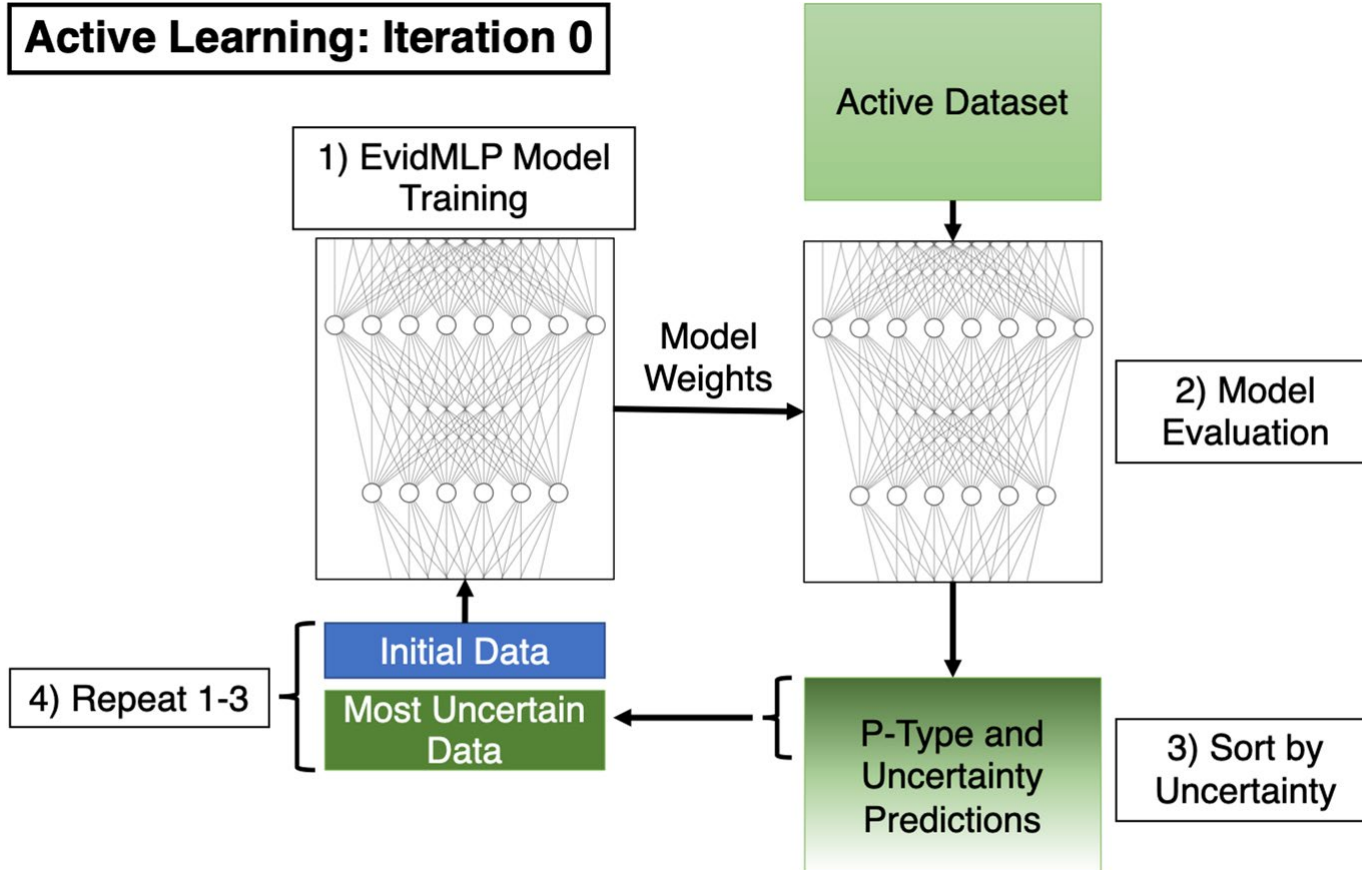 Active Learning: Iteration 0
Active Dataset
1) EvidMLP Model
Training
Model
Weights
2) Model
Evaluation
Initial Data
4) Repeat 1-3
Most Uncertain
Data
P-Type and
Uncertainty
Predictions
3) Sort by
Uncertainty